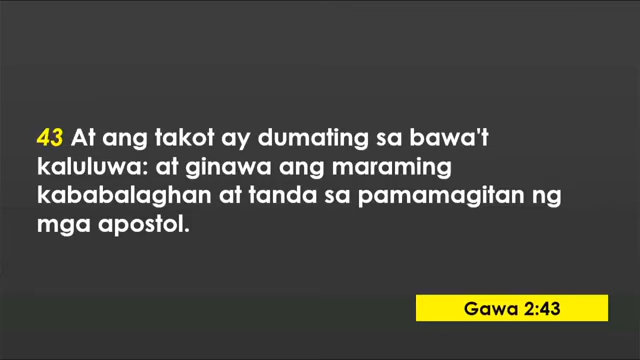 43 At ang takot ay dumating sa bawa't
kaluluwa: at ginawa ang maraming
kababalaghan at tanda sa pamamagitan ng
mga apostol.
Gawa 2:43